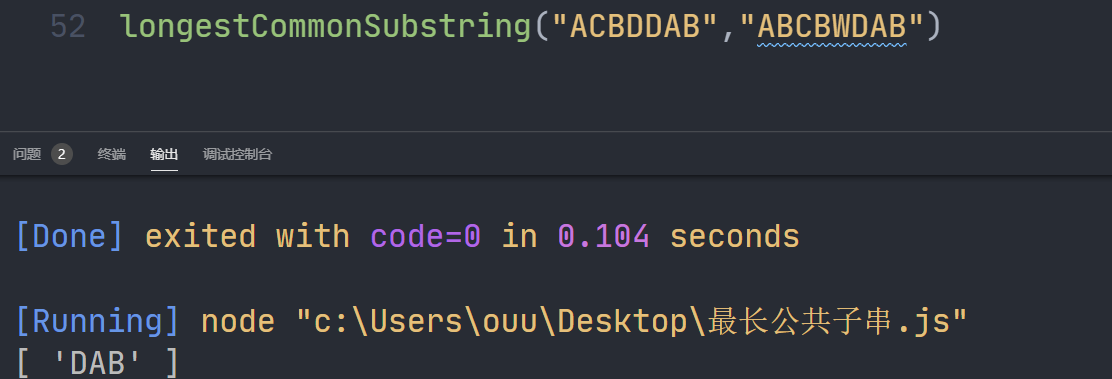 52 longestCommonSubstring("ACBDDAB","ABCBWDAB")
问题 2 终端 输出 调试控制台
[Done] exited with code=0 in 0.104 seconds
[Running] node "c:\Users\ouu\Desktop\最长公共子串.js"
[ 'DAB' ]